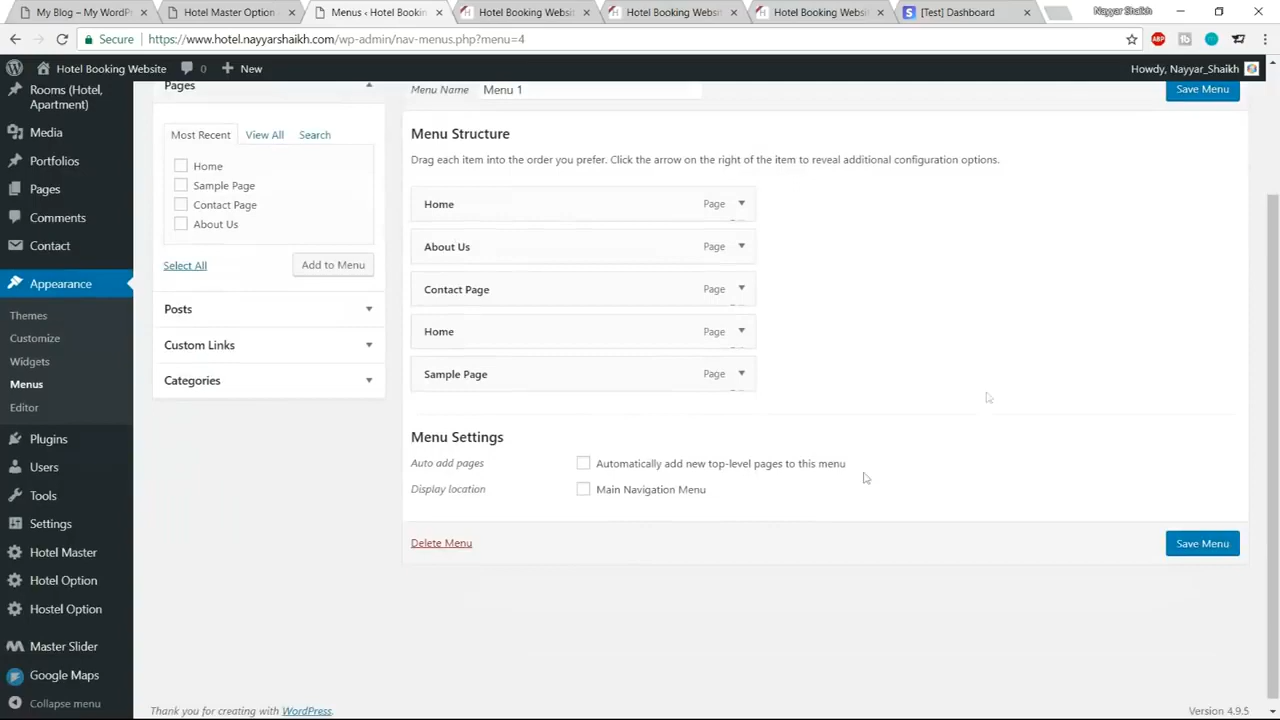 My Blog – My WordPr
Hotel Master Option
Menus ‹ Hotel Bookin
Hotel Booking Websit
Hotel Booking Websit
Hotel Booking Websit
[Test] Dashboard
Nayyar Shaikh
Secure
https://www.hotel.nayyarshaikh.com/wp-admin/nav-menus.php?menu=4
ABP
Hotel Booking Website
0
New
Howdy, Nayyar_Shaikh
Rooms (Hotel,
Apartment)
Media
Portfolios
Pages
Comments
Contact
Appearance
Themes
Customize
Widgets
Menus
Editor
Plugins
Users
Tools
Settings
Hotel Master
Hotel Option
Hostel Option
Master Slider
Google Maps
Collapse menu
Pages
Most Recent
View All
Search
Home
Sample Page
Contact Page
About Us
Select All
Add to Menu
Posts
Custom Links
Categories
Menu Name
Menu 1
Save Menu
Menu Structure
Drag each item into the order you prefer. Click the arrow on the right of the item to reveal additional configuration options.
Home Page
About Us Page
Contact Page Page
Home Page
Sample Page Page
Menu Settings
Auto add pages
Automatically add new top-level pages to this menu
Display location
Main Navigation Menu
Delete Menu
Save Menu
Thank you for creating with WordPress.
Version 4.9.5